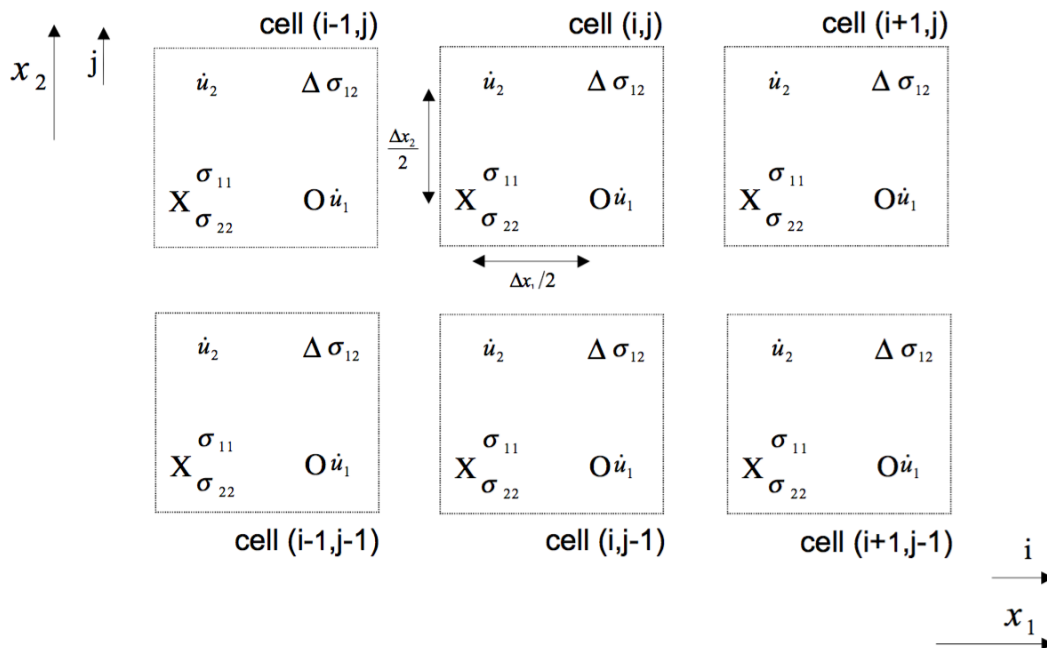 cell (i-1,j) cell (i,j) cell (i+1,j)
x₂ j
u̇₂ Δ σ₁₂ u̇₂ Δ σ₁₂ u̇₂ Δ σ₁₂
Δx₂/2
σ₁₁ σ₁₁ σ₁₁
X O u̇₁ X O u̇₁ X O u̇₁
σ₂₂ σ₂₂ σ₂₂
Δx₁/2
u̇₂ Δ σ₁₂ u̇₂ Δ σ₁₂ u̇₂ Δ σ₁₂
σ₁₁ σ₁₁ σ₁₁
X O u̇₁ X O u̇₁ X O u̇₁
σ₂₂ σ₂₂ σ₂₂
cell (i-1,j-1) cell (i,j-1) cell (i+1,j-1)
i
x₁